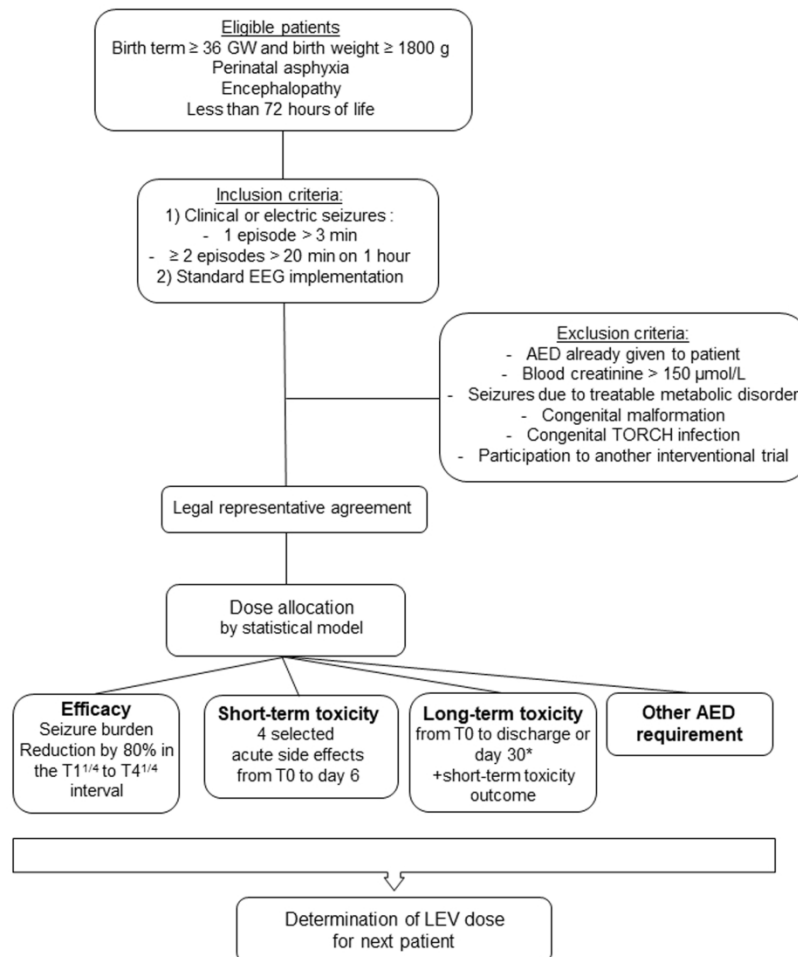 Eligible patients
Birth term ≥ 36 GW and birth weight ≥ 1800 g
Perinatal asphyxia
Encephalopathy
Less than 72 hours of life
Inclusion criteria:
1) Clinical or electric seizures :
- 1 episode > 3 min
- ≥ 2 episodes > 20 min on 1 hour
2) Standard EEG implementation
Exclusion criteria:
- AED already given to patient
- Blood creatinine > 150 µmol/L
- Seizures due to treatable metabolic disorder
- Congenital malformation
- Congenital TORCH infection
- Participation to another interventional trial
Legal representative agreement
Dose allocation
by statistical model
Efficacy
Seizure burden
Reduction by 80% in
the T1^1/4 to T4^1/4
interval
Short-term toxicity
4 selected
acute side effects
from T0 to day 6
Long-term toxicity
from T0 to discharge or
day 30*
+short-term toxicity
outcome
Other AED
requirement
Determination of LEV dose
for next patient